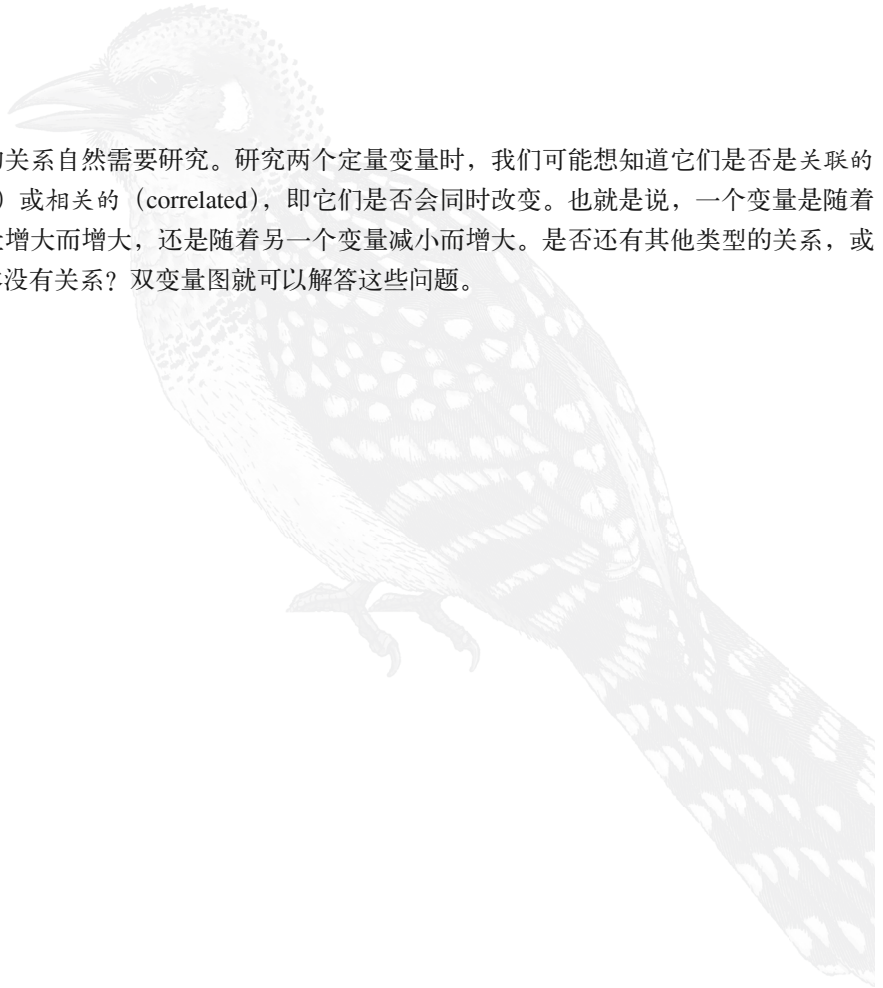 关系自然需要研究。研究两个定量变量时，我们可能想知道它们是否是关联的
）或相关的（correlated），即它们是否会同时改变。也就是说，一个变量是随着
增大而增大，还是随着另一个变量减小而增大。是否还有其他类型的关系，或
没有关系？双变量图就可以解答这些问题。